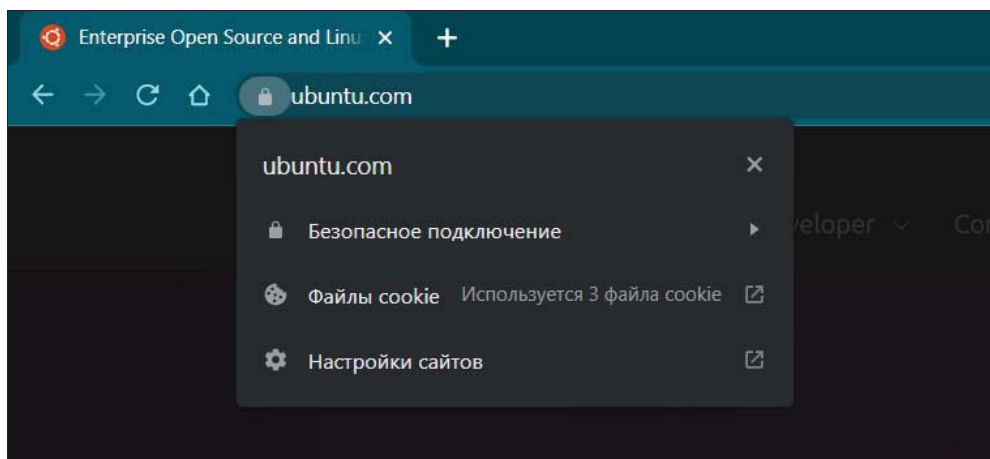 Enterprise Open Source and Linu
ubuntu.com
ubuntu.com
Безопасное подключение
veloper Co
Файлы cookie Используется 3 файла cookie
Настройки сайтов